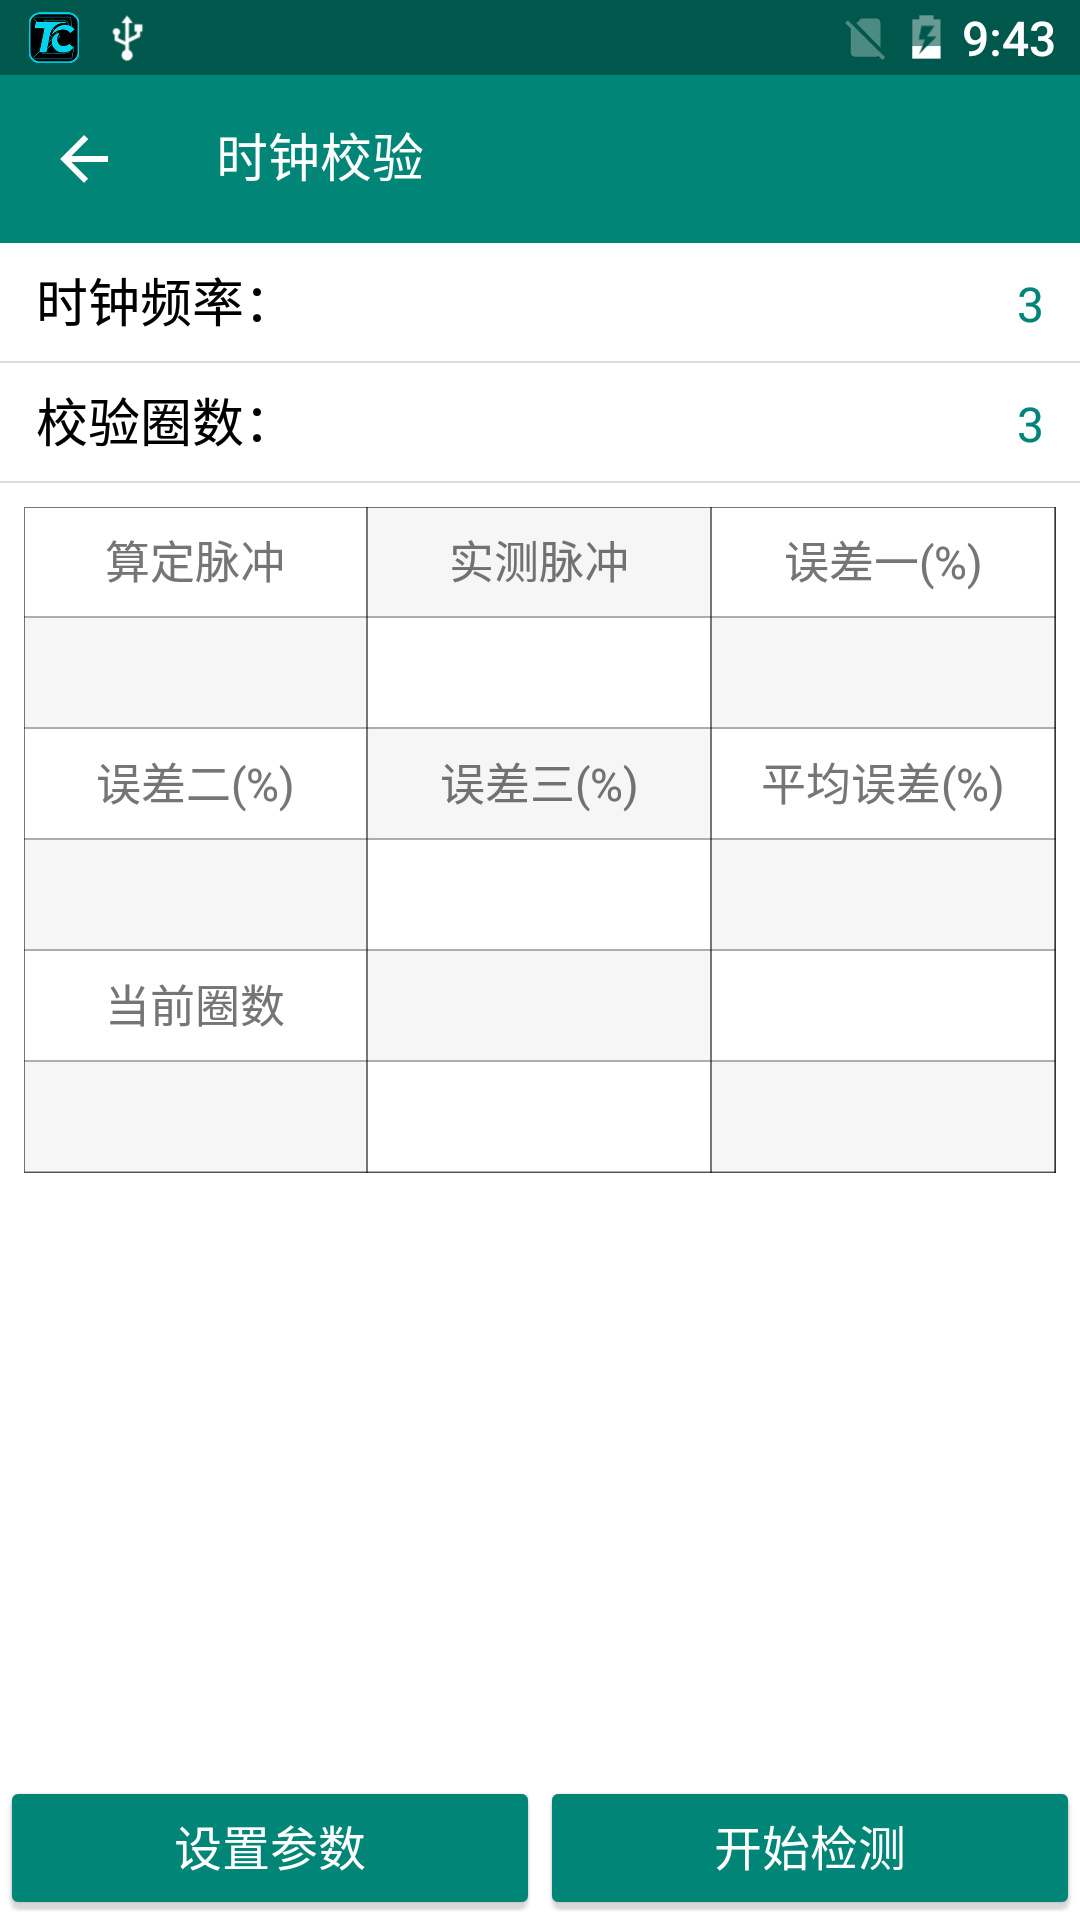 TC 9:43
时钟校验
时钟频率： 3
校验圈数： 3
算定脉冲 实测脉冲 误差一(%)
误差二(%) 误差三(%) 平均误差(%)
当前圈数
设置参数 开始检测